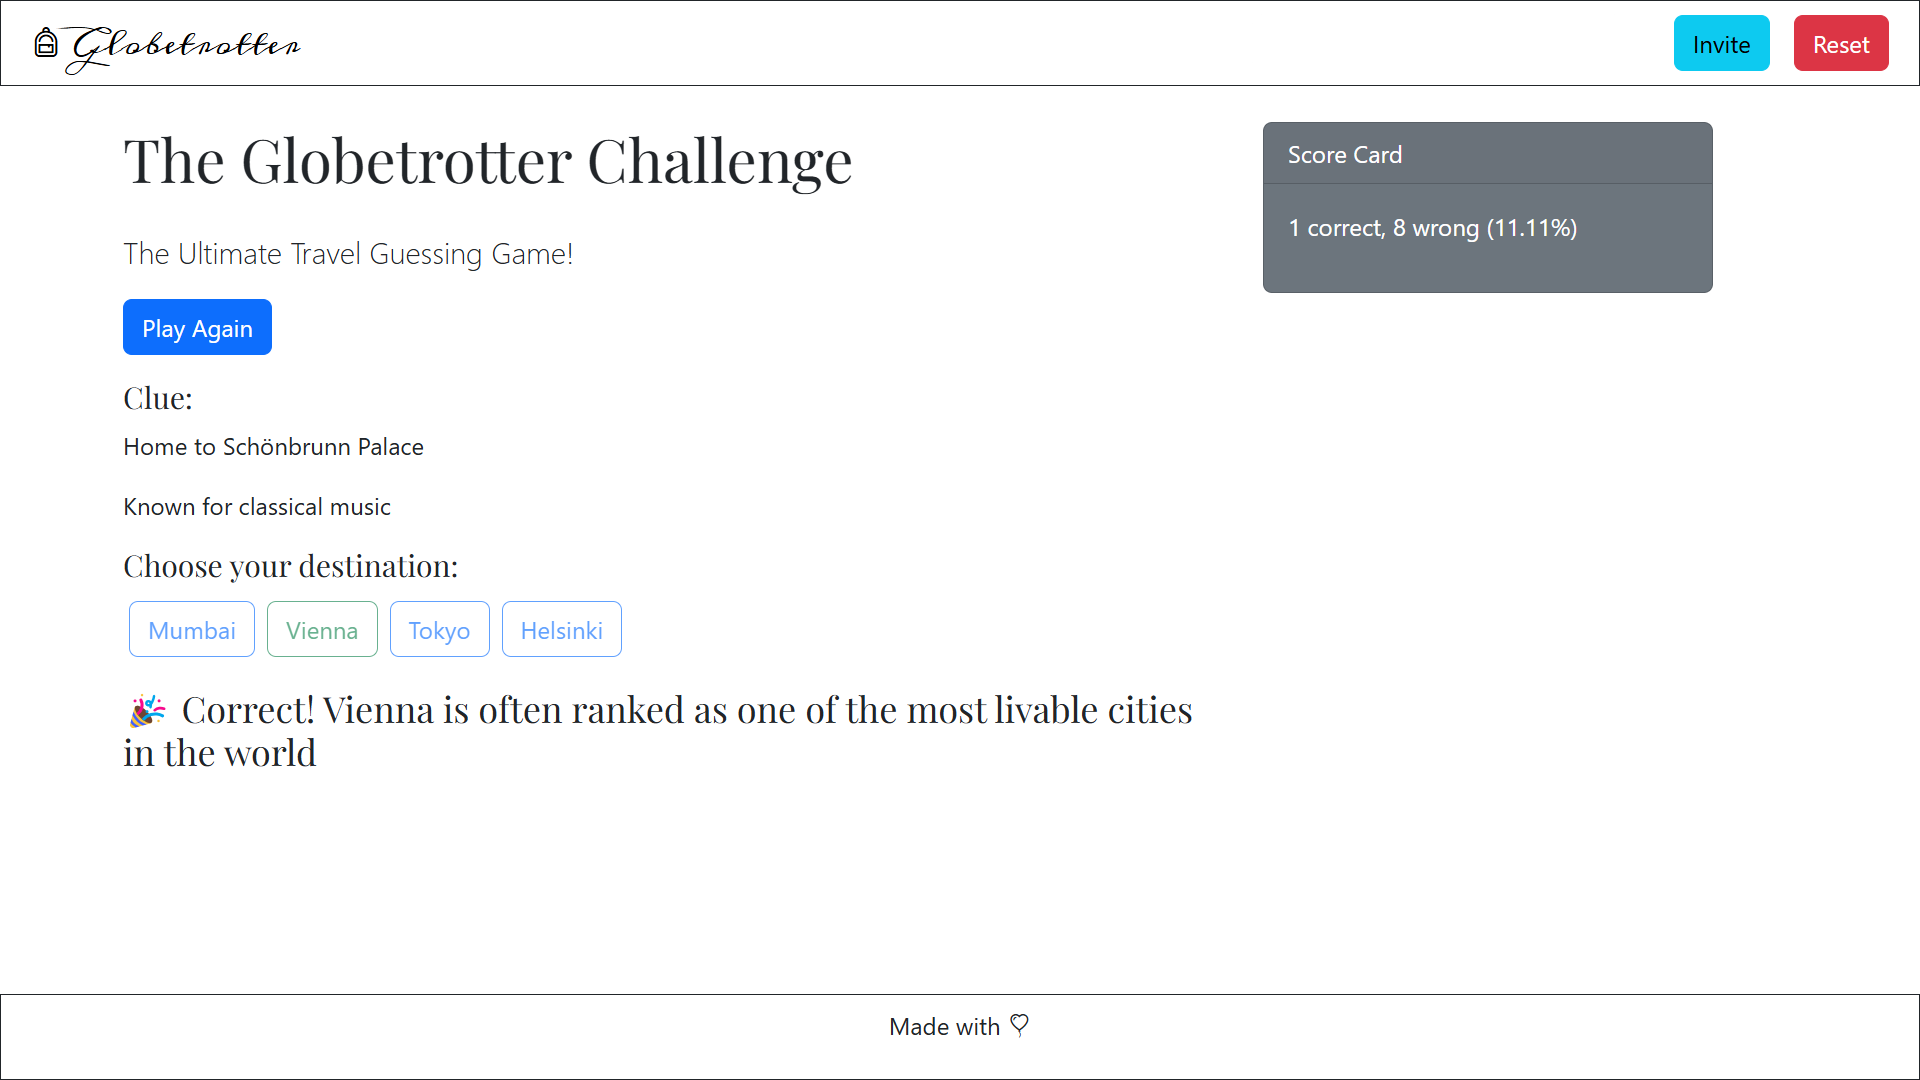 Globetrotter
Invite
Reset
The Globetrotter Challenge
The Ultimate Travel Guessing Game!
Play Again
Clue:
Home to Schönbrunn Palace
Known for classical music
Choose your destination:
Mumbai
Vienna
Tokyo
Helsinki
🎉 Correct! Vienna is often ranked as one of the most livable cities
in the world
Score Card
1 correct, 8 wrong (11.11%)
Made with